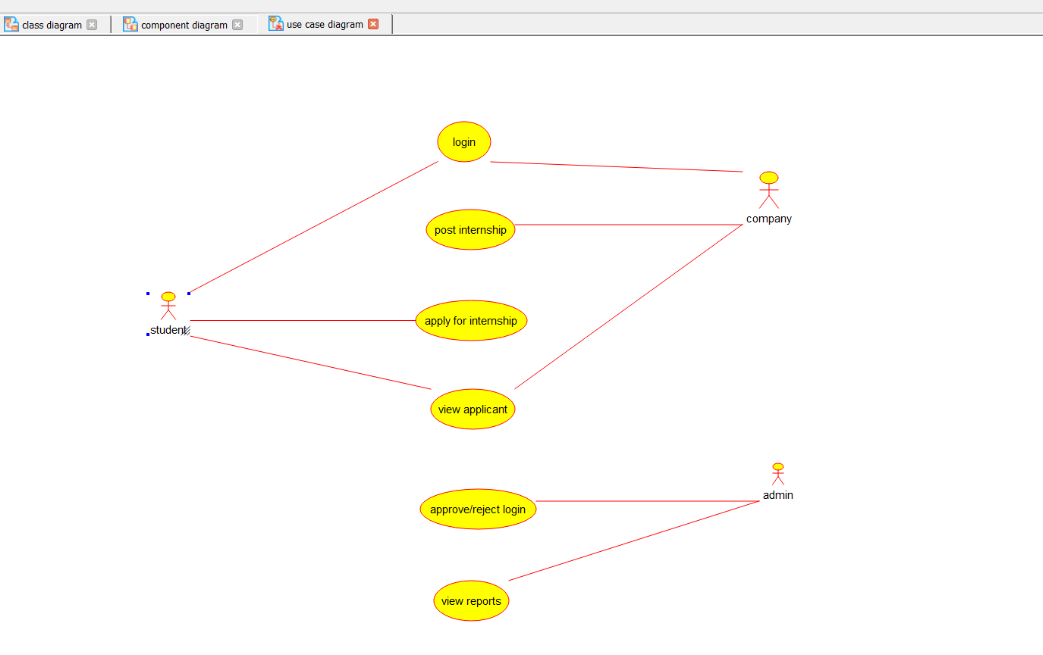 class diagram
component diagram
use case diagram
login
company
post internship
student
apply for internship
view applicant
admin
approve/reject login
view reports